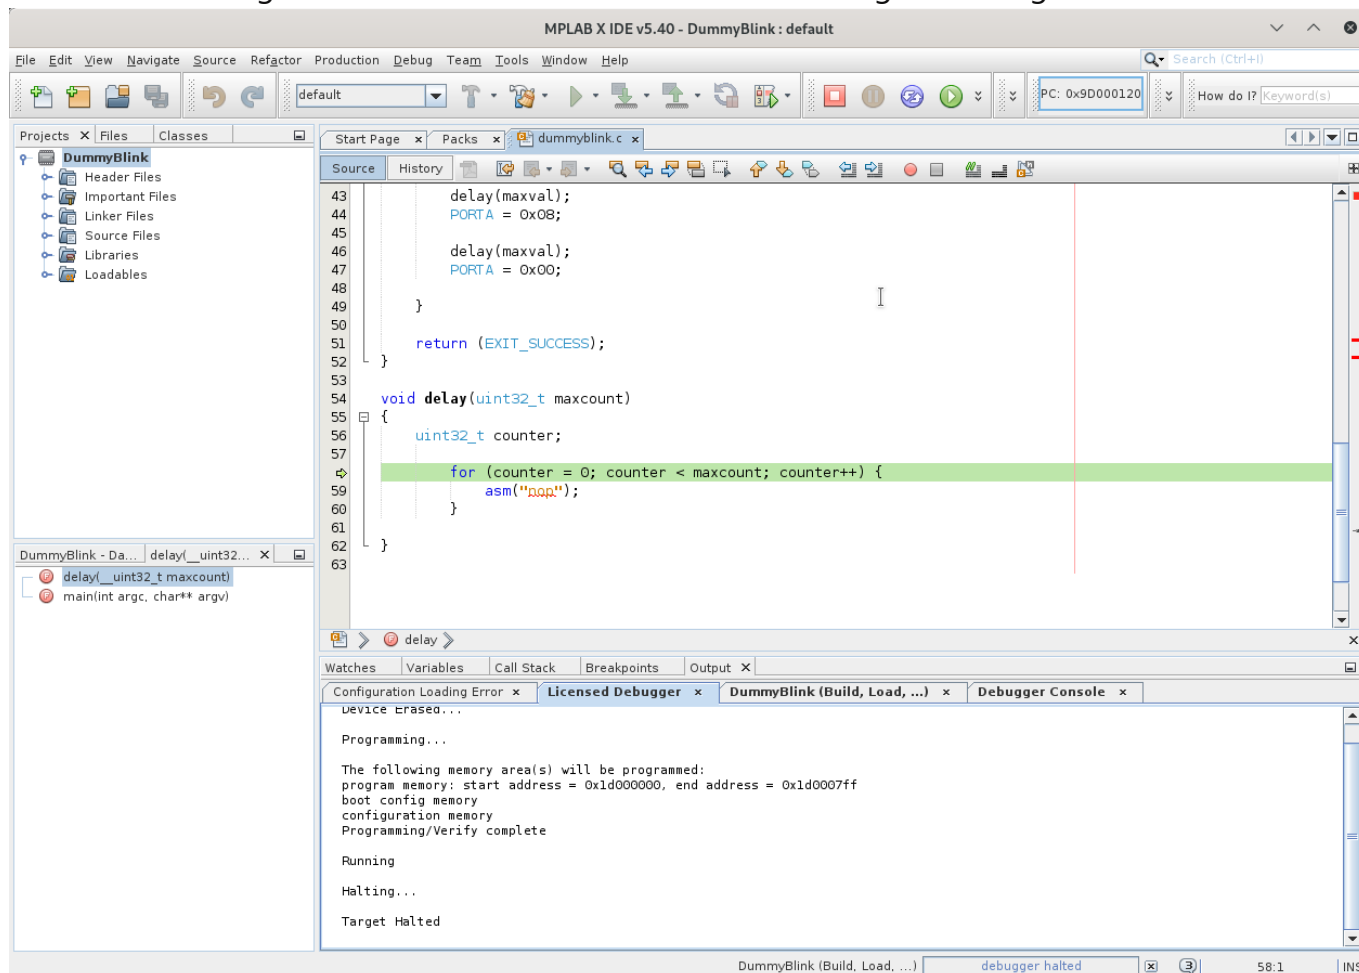 MPLAB X IDE v5.40 - DummyBlink : default
File Edit View Navigate Source Refactor Production Debug Team Tools Window Help
Search (Ctrl+I)
default
PC: 0x9D000120
How do I? Keyword(s)
Projects X Files Classes
DummyBlink
Header Files
Important Files
Linker Files
Source Files
Libraries
Loadables
Start Page x Packs x dummyblink.c x
Source History
43 delay(maxval);
44 PORTA = 0x08;
45
46 delay(maxval);
47 PORTA = 0x00;
48
49 }
50
51 return (EXIT_SUCCESS);
52 }
53
54 void delay(uint32_t maxcount)
55 {
56 uint32_t counter;
57
for (counter = 0; counter < maxcount; counter++) {
59 asm("nop");
60 }
61
62 }
63
delay
DummyBlink - Da... delay(__uint32... X
delay(__uint32_t maxcount)
main(int argc, char** argv)
Watches Variables Call Stack Breakpoints Output X
Configuration Loading Error x Licensed Debugger x DummyBlink (Build, Load, ...) x Debugger Console x
Device Erased...
Programming...
The following memory area(s) will be programmed:
program memory: start address = 0x1d000000, end address = 0x1d0007ff
boot config memory
configuration memory
Programming/Verify complete
Running
Halting...
Target Halted
DummyBlink (Build, Load, ...) debugger halted 3 58:1 INS